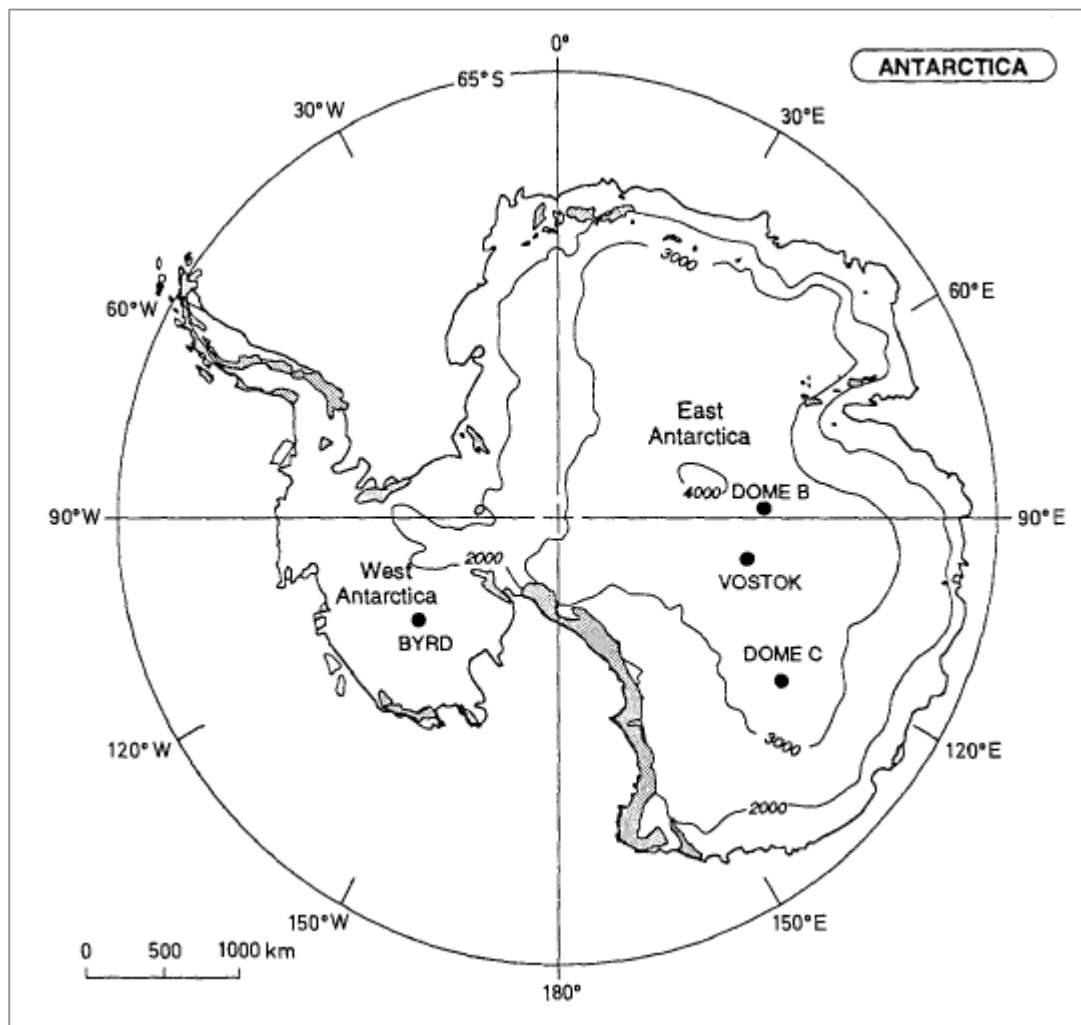 0°
ANTARCTICA
65°S
30°W
30°E
3000
60°W
60°E
East
Antarctica
4000
DOME B
90°W
90°E
2000
West
Antarctica
VOSTOK
BYRD
DOME C
3000
120°W
120°E
2000
150°W
150°E
0 500 1000 km
180°